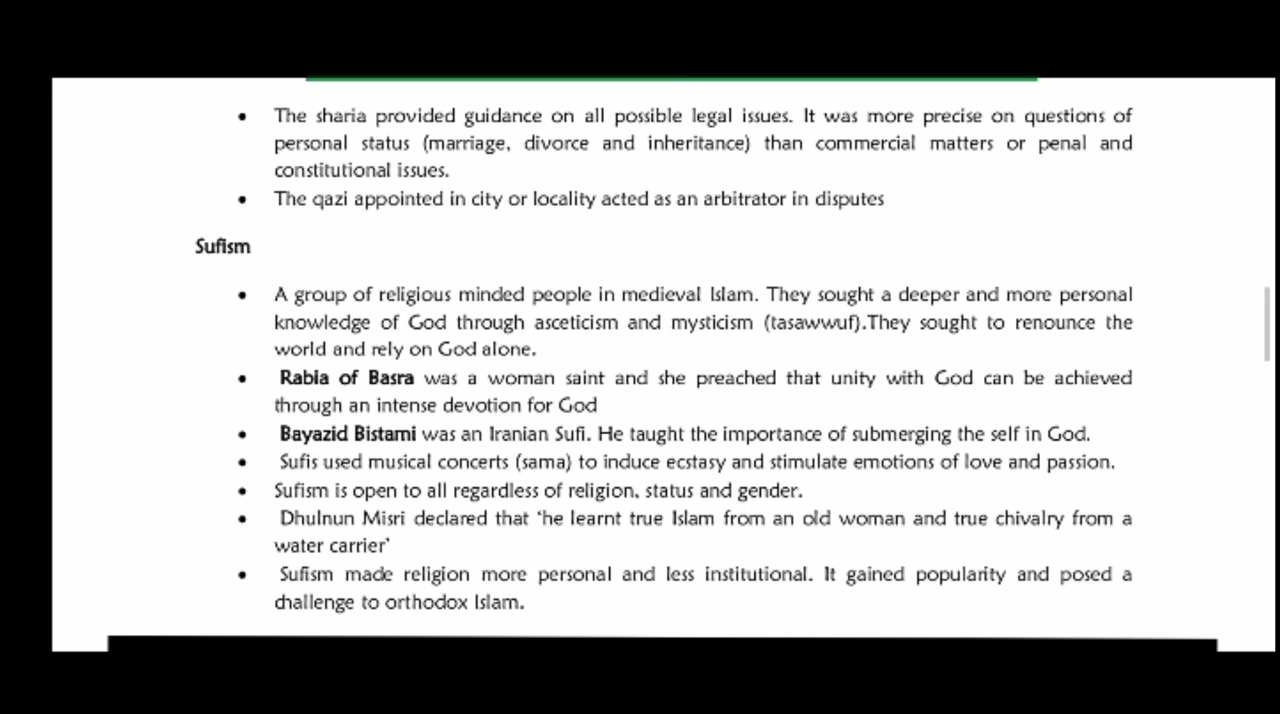 • The sharia provided guidance on all possible legal issues. It was more precise on questions of
personal status (marriage, divorce and inheritance) than commercial matters or penal and
constitutional issues.
• The qazi appointed in city or locality acted as an arbitrator in disputes
Sufism
• A group of religious minded people in medieval Islam. They sought a deeper and more personal
knowledge of God through asceticism and mysticism (tasawwuf).They sought to renounce the
world and rely on God alone.
• Rabia of Basra was a woman saint and she preached that unity with God can be achieved
through an intense devotion for God
• Bayazid Bistami was an Iranian Sufi. He taught the importance of submerging the self in God.
• Sufis used musical concerts (sama) to induce ecstasy and stimulate emotions of love and passion.
• Sufism is open to all regardless of religion, status and gender.
• Dhulnun Misri declared that ‘he learnt true Islam from an old woman and true chivalry from a
water carrier’
• Sufism made religion more personal and less institutional. It gained popularity and posed a
challenge to orthodox Islam.